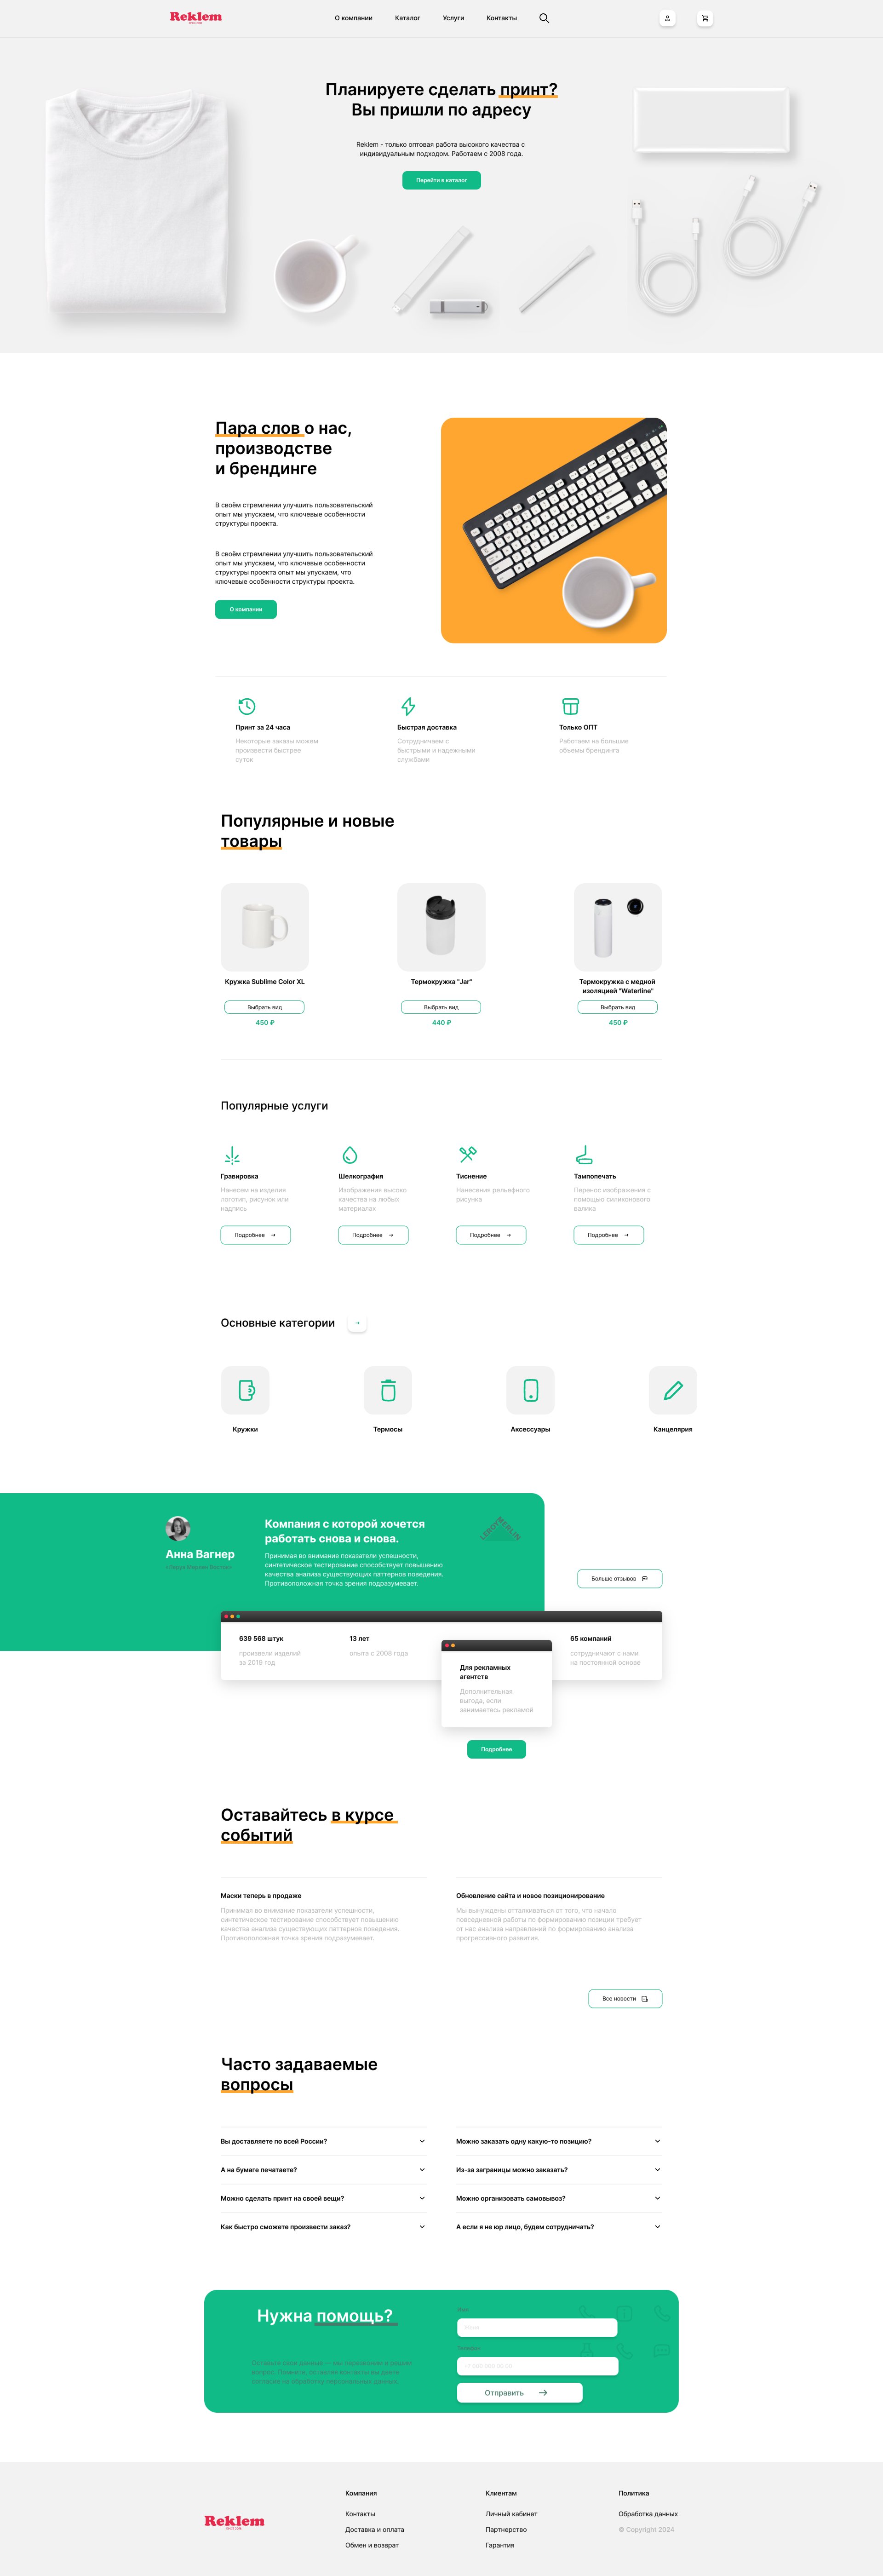 Reklem
О компании
Каталог
Услуги
Контакты
Планируете сделать принт?
Вы пришли по адресу
Reklem - только оптовая работа высокого качества с
индивидуальным подходом. Работаем с 2008 года.
Перейти в каталог
Пара слов о нас,
производстве
и брендинге
В своём стремлении улучшить пользовательский
опыт мы упускаем, что ключевые особенности
структуры проекта.
В своём стремлении улучшить пользовательский
опыт мы упускаем, что ключевые особенности
структуры проекта опыт мы упускаем, что
ключевые особенности структуры проекта.
О компании
Принт за 24 часа
Некоторые заказы можем
произвести быстрее
суток
Быстрая доставка
Сотрудничаем с
быстрыми и надежными
службами
Только ОПТ
Работаем на большие
объемы брендинга
Популярные и новые
товары
Кружка Sublime Color XL
Выбрать вид
450 ₽
Термокружка "Jar"
Выбрать вид
440 ₽
Термокружка с медной
изоляцией "Waterline"
Выбрать вид
450 ₽
Популярные услуги
Гравировка
Нанесем на изделия
логотип, рисунок или
надпись
Подробнее
Шелкография
Изображения высоко
качества на любых
материалах
Подробнее
Тиснение
Нанесения рельефного
рисунка
Подробнее
Тампопечать
Перенос изображения с
помощью силиконового
валика
Подробнее
Основные категории
Кружки
Термосы
Аксессуары
Канцелярия
Анна Вагнер
Компания с которой хочется
работать снова и снова.
Принимая во внимание показатели успешности,
синтетическое тестирование способствует повышению
качества анализа существующих паттернов поведения.
Противоположная точка зрения подразумевает.
LEROY MERLIN
Больше отзывов
639 568 штук
произвели изделий
за 2019 год
13 лет
опыта с 2008 года
Для рекламных
агентств
Дополнительная
выгода, если
занимаетесь рекламой
65 компаний
сотрудничают с нами
на постоянной основе
Подробнее
Оставайтесь в курсе
событий
Маски теперь в продаже
Принимая во внимание показатели успешности,
синтетическое тестирование способствует повышению
качества анализа существующих паттернов поведения.
Противоположная точка зрения подразумевает.
Обновление сайта и новое позиционирование
Мы вынуждены отталкиваться от того, что начало
повседневной работы по формированию позиции требует
от нас анализа направлений по формированию анализа
прогрессивного развития.
Все новости
Часто задаваемые
вопросы
Вы доставляете по всей России?
А на бумаге печатаете?
Можно сделать принт на своей вещи?
Как быстро сможете произвести заказ?
Можно заказать одну какую-то позицию?
Из-за заграницы можно заказать?
Можно организовать самовывоз?
А если я не юр лицо, будем сотрудничать?
Нужна помощь?
Отправить
Reklem
Компания
Контакты
Доставка и оплата
Обмен и возврат
Клиентам
Личный кабинет
Партнерство
Гарантия
Политика
Обработка данных
© Copyright 2024